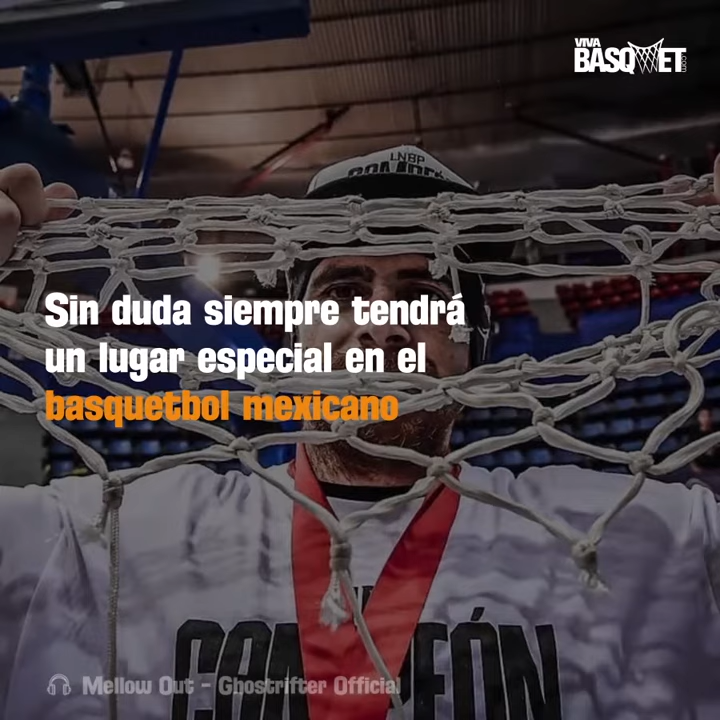 VIVA
BASQUET
.COM
LNBP
Sin duda siempre tendrá
un lugar especial en el
basquetbol mexicano
CAMPEÓN
Mellow Out - Ghostrifter Official